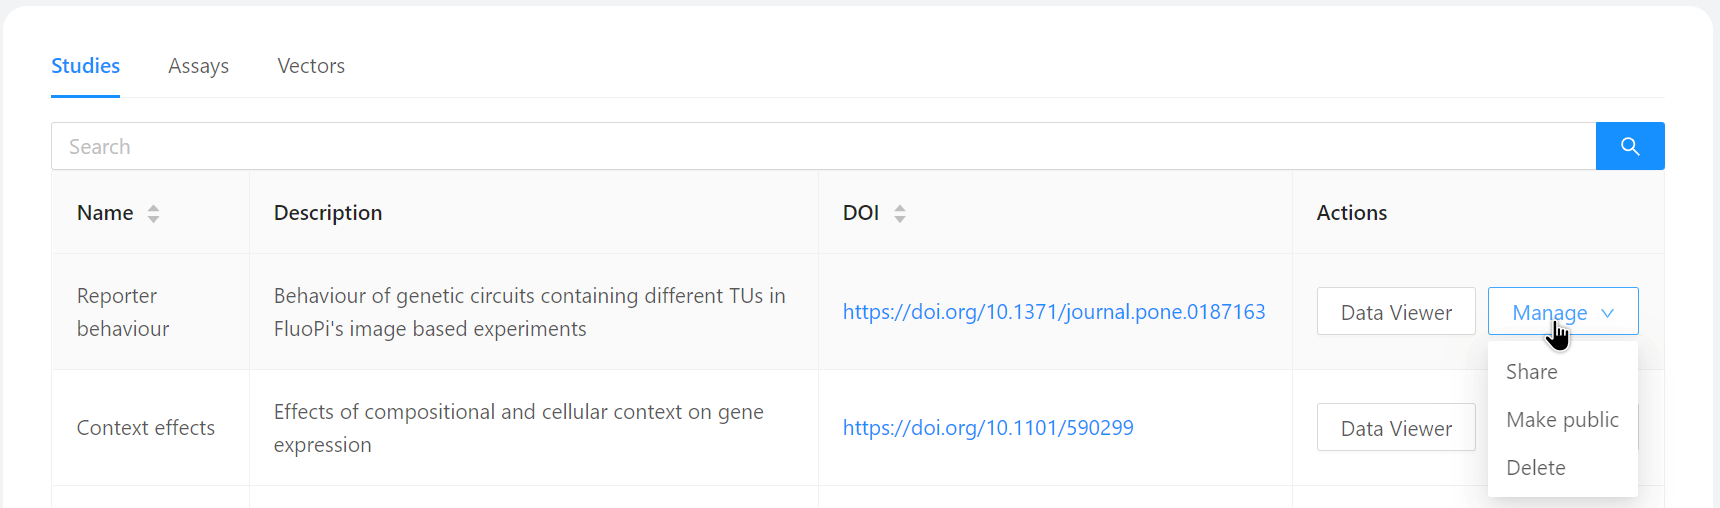 Studies Assays Vectors
Search
Name Description DOI Actions
Reporter behaviour
Behaviour of genetic circuits containing different TUs in
FluoPi's image based experiments
https://doi.org/10.1371/journal.pone.0187163
Data Viewer Manage
Share
Make public
Delete
Context effects
Effects of compositional and cellular context on gene
expression
https://doi.org/10.1101/590299
Data Viewer